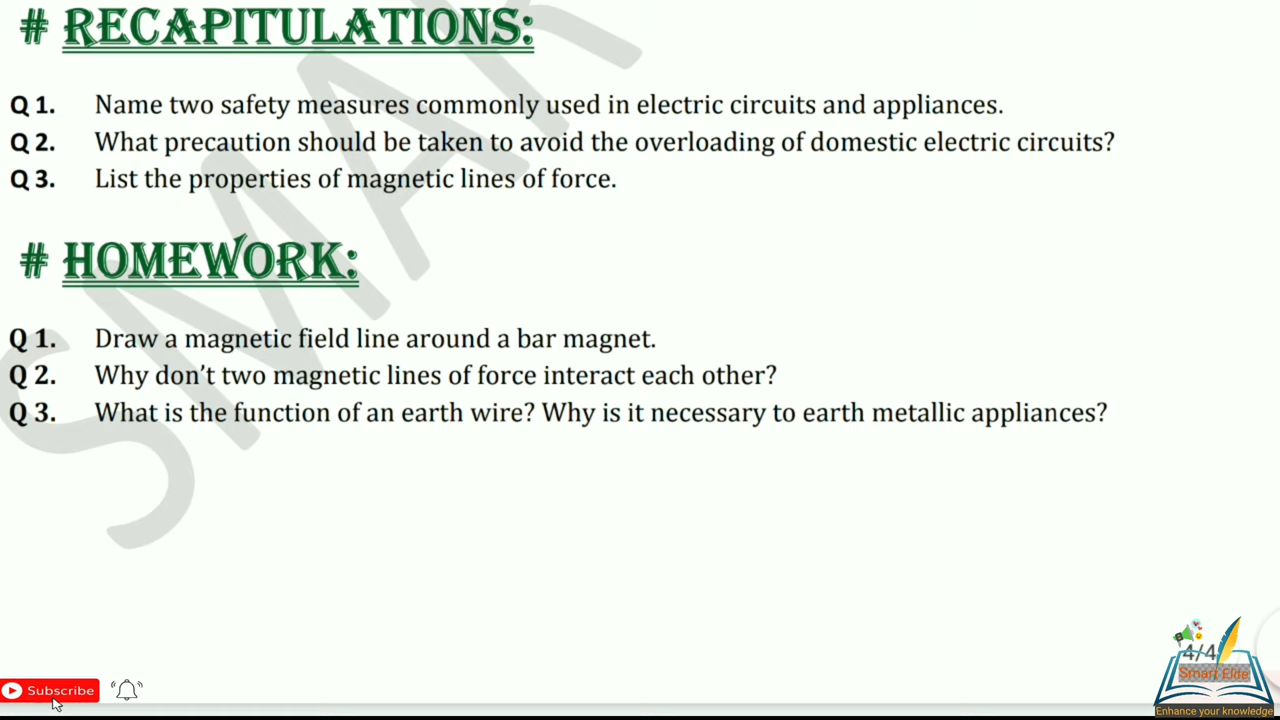 # RECAPITULATIONS:
Q 1. Name two safety measures commonly used in electric circuits and appliances.
Q 2. What precaution should be taken to avoid the overloading of domestic electric circuits?
Q 3. List the properties of magnetic lines of force.
# HOMEWORK:
Q 1. Draw a magnetic field line around a bar magnet.
Q 2. Why don't two magnetic lines of force interact each other?
Q 3. What is the function of an earth wire? Why is it necessary to earth metallic appliances?
SMAR
4/4
Smart Elite
Subscribe
Enhance your knowledge